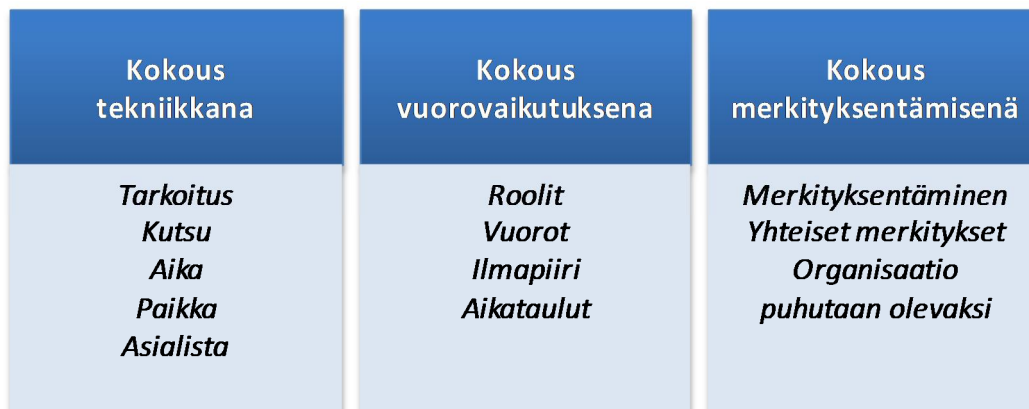 Kokous
tekniikkana
Tarkoitus
Kutsu
Aika
Paikka
Asialista
Kokous
vuorovaikutuksena
Roolit
Vuorot
Ilmapiiri
Aikataulut
Kokous
merkityksentämisenä
Merkityksentäminen
Yhteiset merkitykset
Organisaatio
puhutaan olevaksi